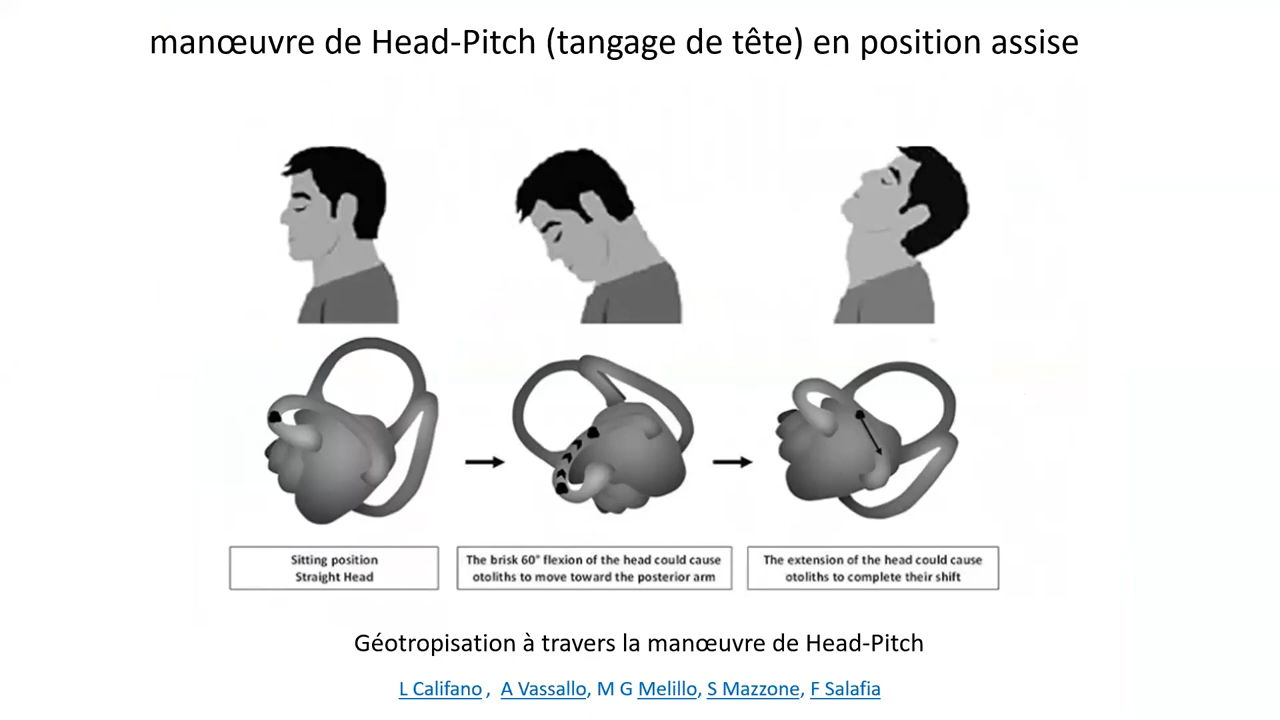 manœuvre de Head-Pitch (tangage de tête) en position assise
Sitting position
Straight Head
The brisk 60° flexion of the head could cause
otoliths to move toward the posterior arm
The extension of the head could cause
otoliths to complete their shift
Géotropisation à travers la manœuvre de Head-Pitch
L Califano , A Vassallo, M G Melillo, S Mazzone, F Salafia